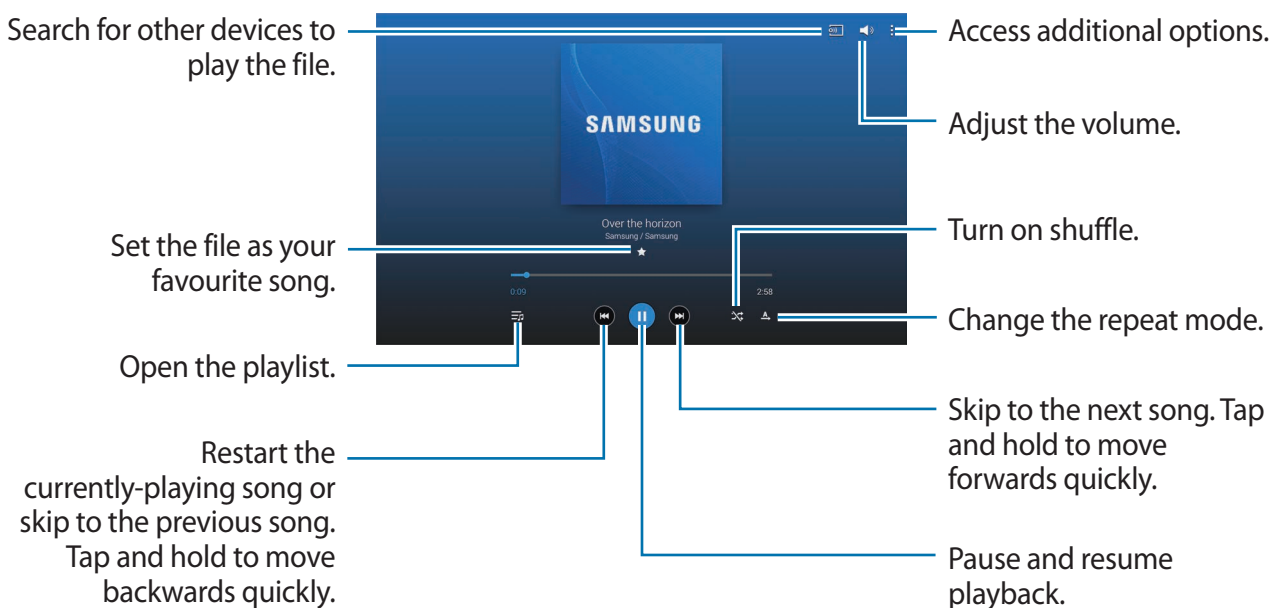 Search for other devices to
play the file.
Access additional options.
Adjust the volume.
SAMSUNG
Over the horizon
Samsung / Samsung
Set the file as your
favourite song.
Turn on shuffle.
0:09
2:58
Change the repeat mode.
Open the playlist.
Skip to the next song. Tap
and hold to move
forwards quickly.
Restart the
currently-playing song or
skip to the previous song.
Tap and hold to move
backwards quickly.
Pause and resume
playback.